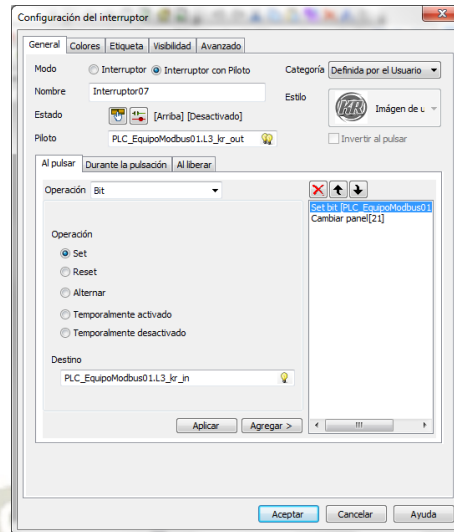 Configuración del interruptor
General Colores Etiqueta Visibilidad Avanzado
Modo Interruptor Interruptor con Piloto Categoría Definida por el Usuario
Nombre Interruptor07
Estilo KR Imágen de u
Estado [Arriba] [Desactivado]
Piloto PLC_EquipoModbus01.L3_kr_out Invertir al pulsar
Al pulsar Durante la pulsación Al liberar
Operación Bit
Set bit [PLC_EquipoModbus01
Cambiar panel[21]
Operación
Set
Reset
Alternar
Temporalmente activado
Temporalmente desactivado
Destino
PLC_EquipoModbus01.L3_kr_in
Aplicar Agregar >
Aceptar Cancelar Ayuda